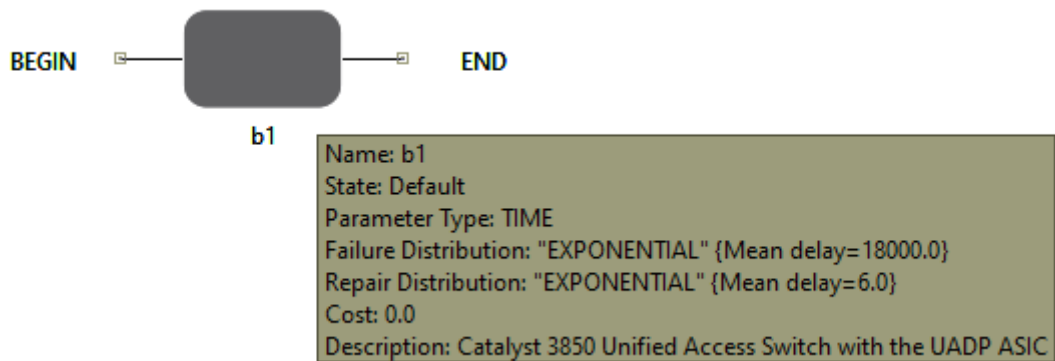 BEGIN
END
b1
Name: b1
State: Default
Parameter Type: TIME
Failure Distribution: "EXPONENTIAL" {Mean delay=18000.0}
Repair Distribution: "EXPONENTIAL" {Mean delay=6.0}
Cost: 0.0
Description: Catalyst 3850 Unified Access Switch with the UADP ASIC